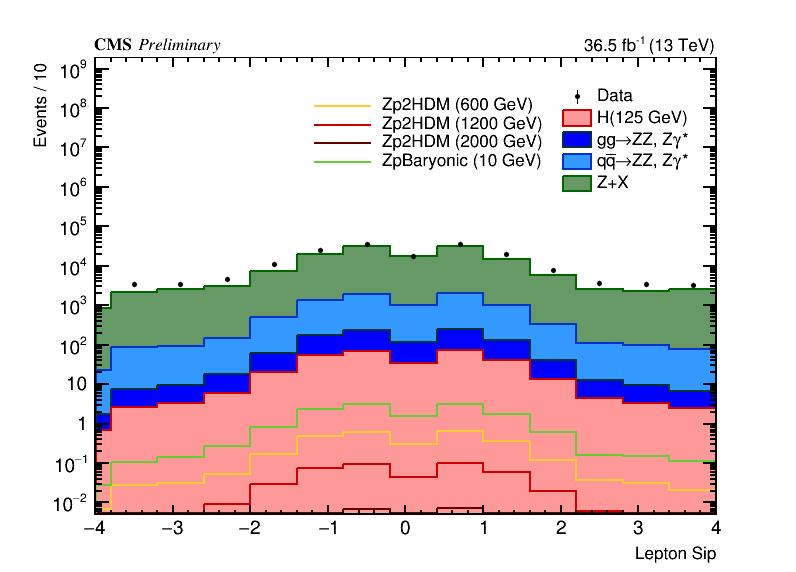 CMS Preliminary
36.5 fb⁻¹ (13 TeV)
Events / 10
10⁹
10⁸
10⁷
10⁶
10⁵
10⁴
10³
10²
10
1
10⁻¹
10⁻²
Zp2HDM (600 GeV)
Zp2HDM (1200 GeV)
Zp2HDM (2000 GeV)
ZpBaryonic (10 GeV)
Data
H(125 GeV)
gg→ZZ, Zγ*
qq̅→ZZ, Zγ*
Z+X
−4 −3 −2 −1 0 1 2 3 4
Lepton Sip